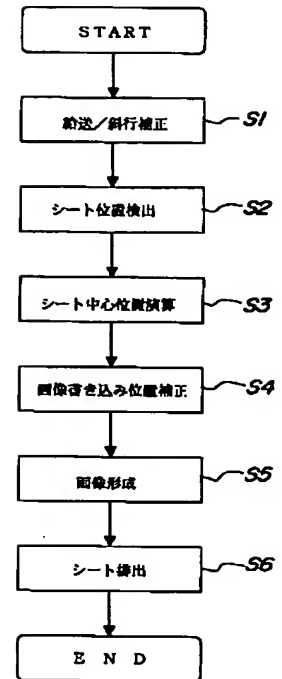 START
給送／斜行補正
S1
シート位置検出
S2
シート中心位置演算
S3
画像書き込み位置補正
S4
画像形成
S5
シート排出
S6
END